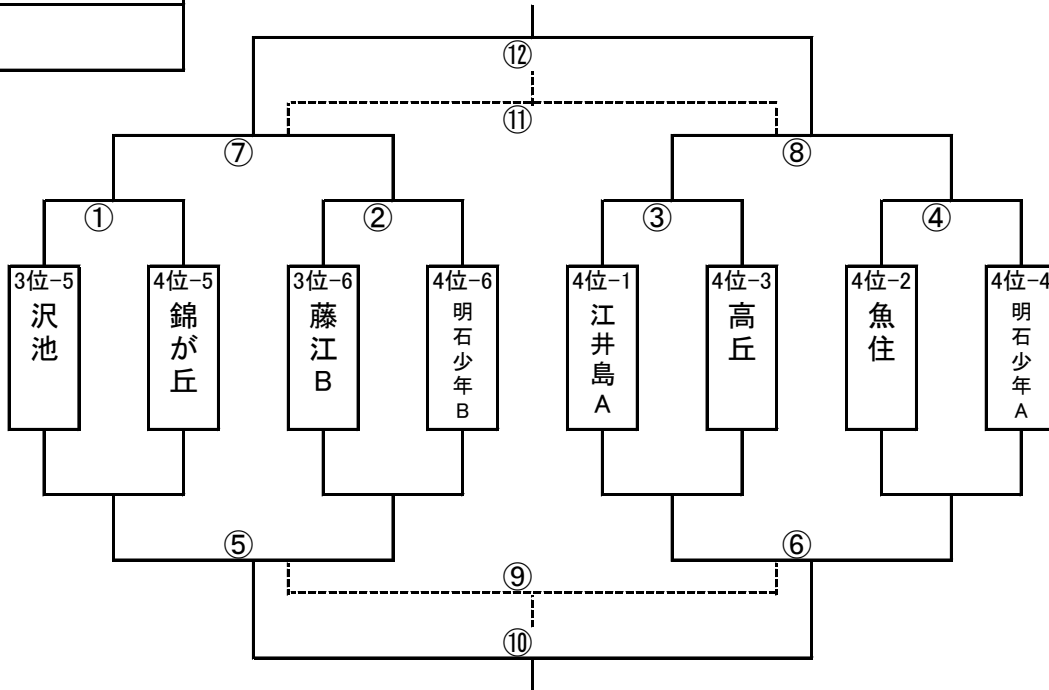 ⑫
⑪
⑦
⑧
①
②
③
④
3位-5
沢池
4位-5
錦が丘
3位-6
藤江B
4位-6
明石少年B
4位-1
江井島A
4位-3
高丘
4位-2
魚住
4位-4
明石少年A
⑤
⑥
⑨
⑩